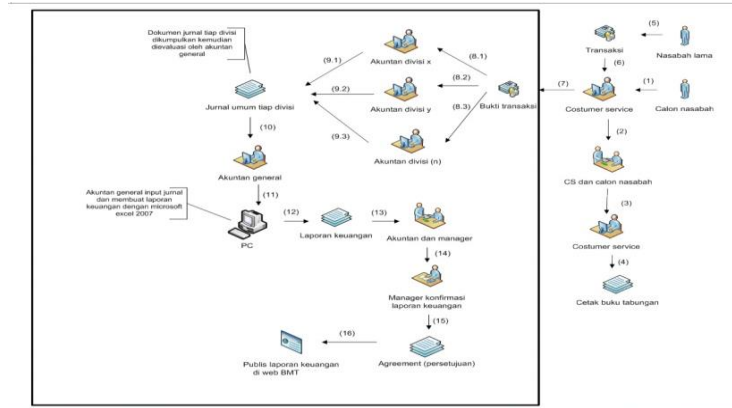 Dokumen jurnal tiap divisi
dikumpulkan kemudian
dievaluasi oleh akuntan
general
(5)
Transaksi
Nasabah lama
(6)
(9.1)
Akuntan divisi x
(8.1)
(7)
(1)
(9.2)
(8.2)
Jurnal umum tiap divisi
Akuntan divisi y
(8.3)
Bukti transaksi
Costumer service
Calon nasabah
(10)
(9.3)
(2)
Akuntan divisi (n)
Akuntan general
CS dan calon nasabah
Akuntan general input jurnal
dan membuat laporan
keuangan dengan microsoft
excel 2007
(11)
(3)
(12)
(13)
PC
Laporan keuangan
Akuntan dan manager
Costumer service
(14)
(4)
Manager konfirmasi
laporan keuangan
Cetak buku tabungan
(15)
(16)
Publis laporan keuangan
di web BMT
Agreement (persetujuan)